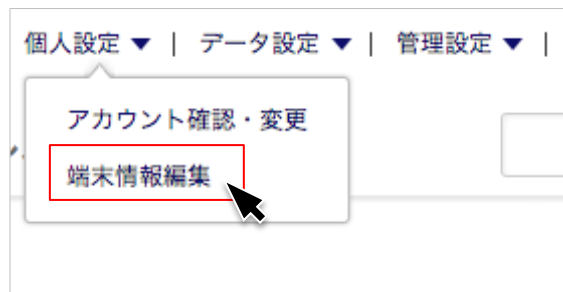 個人設定 ▼ | データ設定 ▼ | 管理設定 ▼ |
アカウント確認・変更
端末情報編集